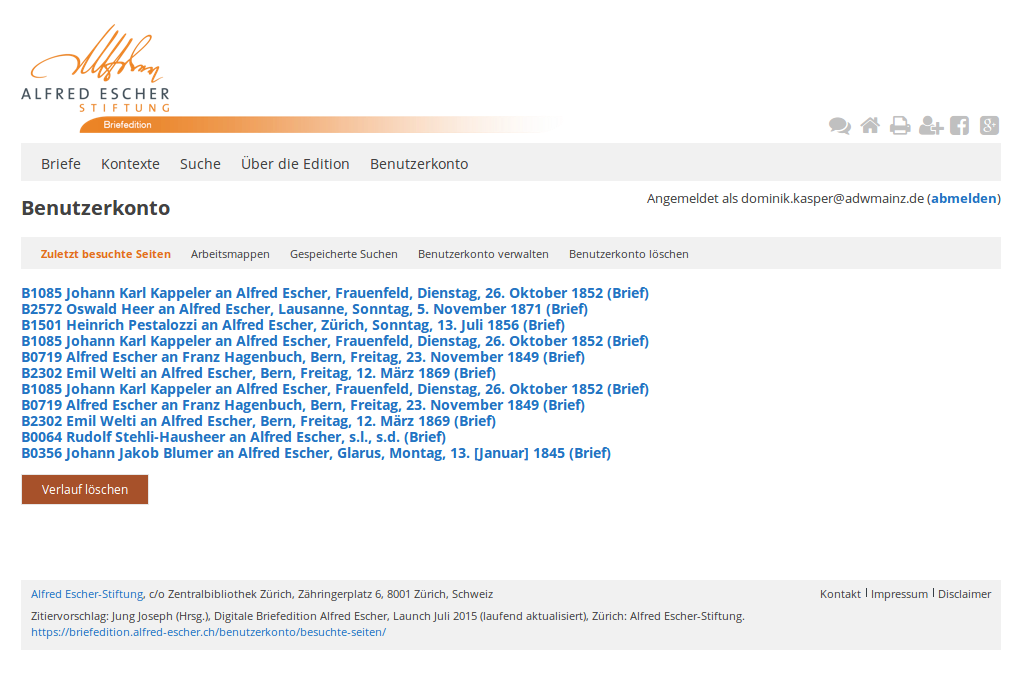 ALFRED ESCHER
STIFTUNG
Briefedition
Briefe Kontexte Suche Über die Edition Benutzerkonto
Angemeldet als dominik.kasper@adwmainz.de (abmelden)
Benutzerkonto
Zuletzt besuchte Seiten Arbeitsmappen Gespeicherte Suchen Benutzerkonto verwalten Benutzerkonto löschen
B1085 Johann Karl Kappeler an Alfred Escher, Frauenfeld, Dienstag, 26. Oktober 1852 (Brief)
B2572 Oswald Heer an Alfred Escher, Lausanne, Sonntag, 5. November 1871 (Brief)
B1501 Heinrich Pestalozzi an Alfred Escher, Zürich, Sonntag, 13. Juli 1856 (Brief)
B1085 Johann Karl Kappeler an Alfred Escher, Frauenfeld, Dienstag, 26. Oktober 1852 (Brief)
B0719 Alfred Escher an Franz Hagenbuch, Bern, Freitag, 23. November 1849 (Brief)
B2302 Emil Welti an Alfred Escher, Bern, Freitag, 12. März 1869 (Brief)
B1085 Johann Karl Kappeler an Alfred Escher, Frauenfeld, Dienstag, 26. Oktober 1852 (Brief)
B0719 Alfred Escher an Franz Hagenbuch, Bern, Freitag, 23. November 1849 (Brief)
B2302 Emil Welti an Alfred Escher, Bern, Freitag, 12. März 1869 (Brief)
B0064 Rudolf Stehli-Hausheer an Alfred Escher, s.l., s.d. (Brief)
B0356 Johann Jakob Blumer an Alfred Escher, Glarus, Montag, 13. [Januar] 1845 (Brief)
Verlauf löschen
Alfred Escher-Stiftung, c/o Zentralbibliothek Zürich, Zähringerplatz 6, 8001 Zürich, Schweiz
Kontakt | Impressum | Disclaimer
Zitiervorschlag: Jung Joseph (Hrsg.), Digitale Briefedition Alfred Escher, Launch Juli 2015 (laufend aktualisiert), Zürich: Alfred Escher-Stiftung.
https://briefedition.alfred-escher.ch/benutzerkonto/besuchte-seiten/